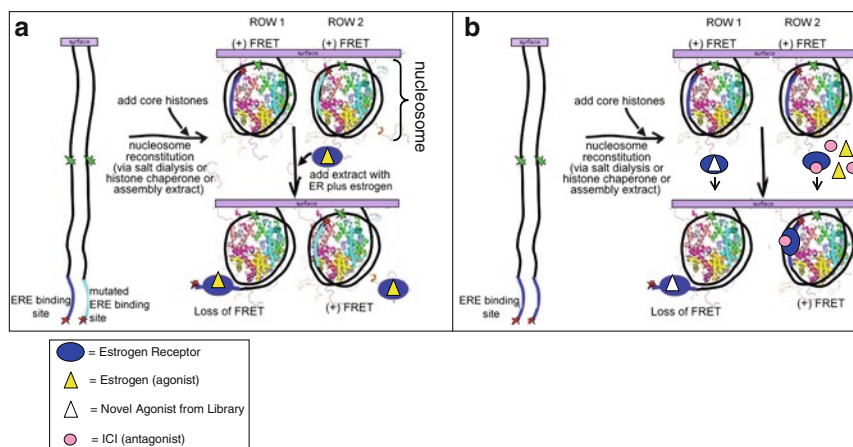 a
ROW 1
ROW 2
(+) FRET
(+) FRET
surface
surface
add core histones
nucleosome
reconstitution
(via salt dialysis or
histone chaperone or
assembly extract)
nucleosome
add extract with
ER plus estrogen
surface
ERE binding
site
mutated
ERE binding
site
Loss of FRET
(+) FRET
b
ROW 1
ROW 2
(+) FRET
(+) FRET
surface
surface
add core histones
nucleosome
reconstitution
(via salt dialysis or
histone chaperone or
assembly extract)
surface
ERE binding
site
Loss of FRET
(+) FRET
= Estrogen Receptor
= Estrogen (agonist)
= Novel Agonist from Library
= ICI (antagonist)